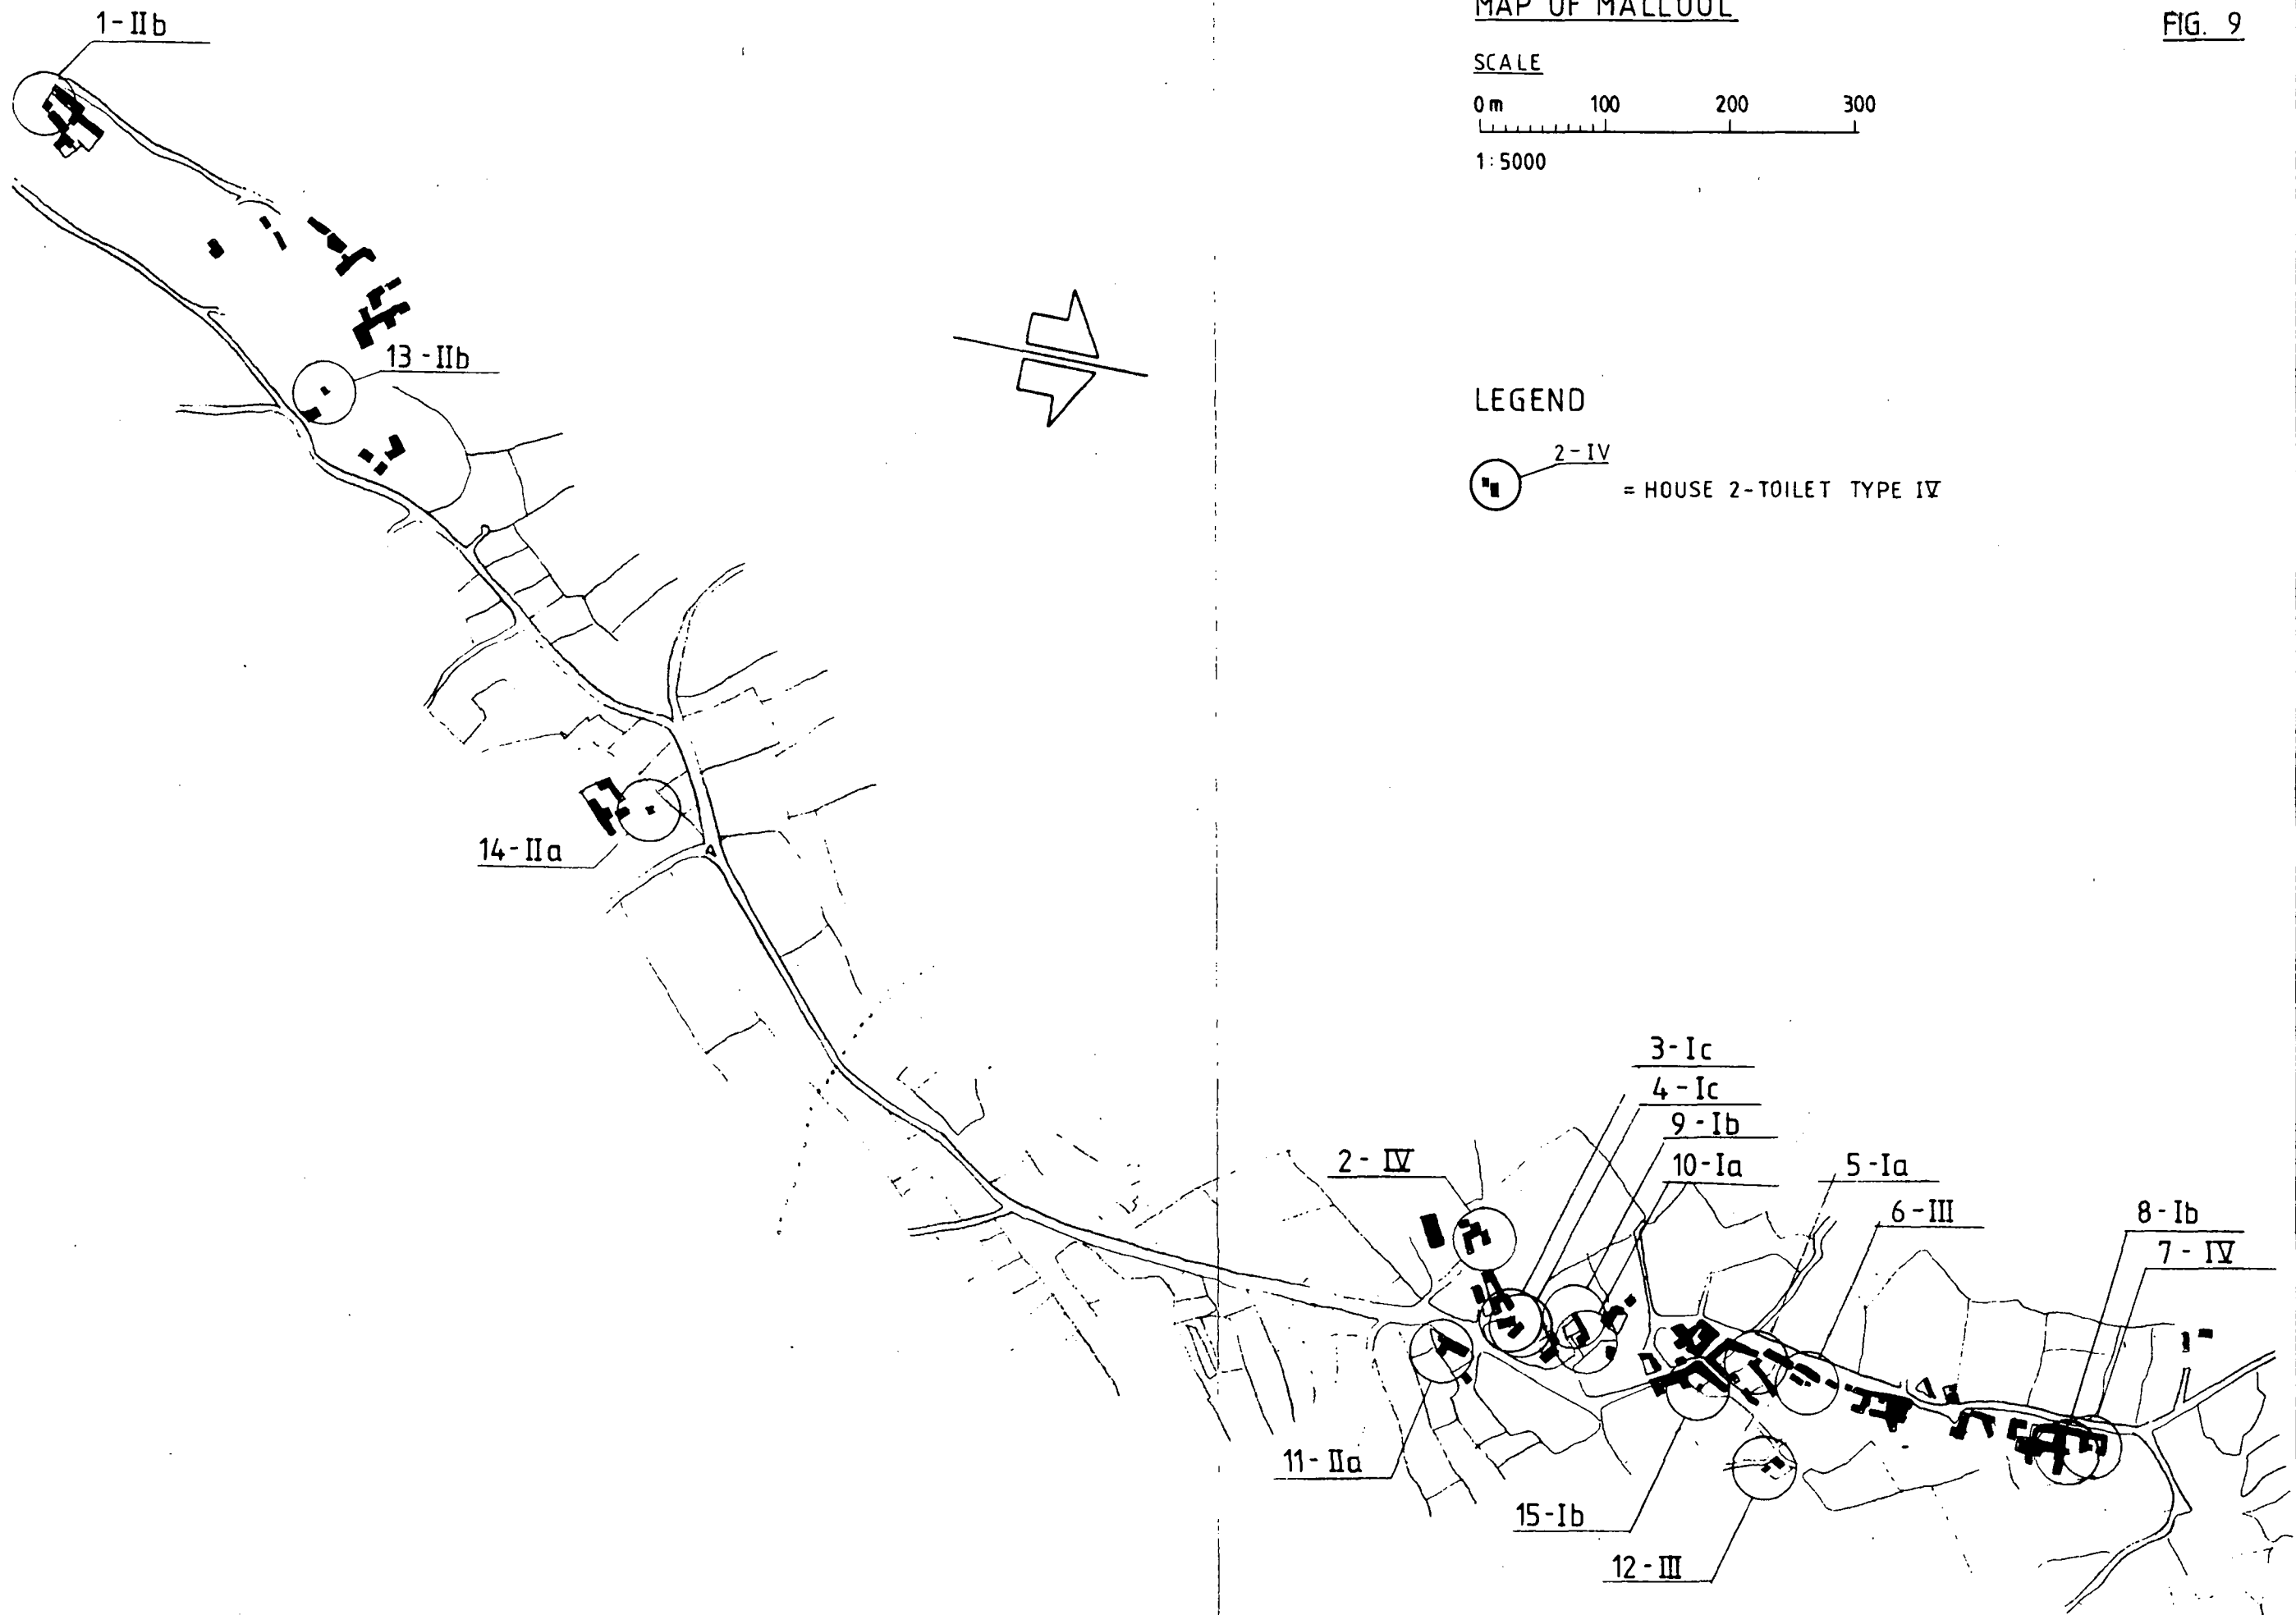 MAP OF MALLOUL
FIG. 9
SCALE
0 m 100 200 300
1:5000
LEGEND
2-IV
= HOUSE 2-TOILET TYPE IV
1-IIb
13-IIb
14-IIa
3-Ic
4-Ic
9-Ib
10-Ia
2-IV
5-Ia
6-III
8-Ib
7-IV
11-IIa
15-Ib
12-III